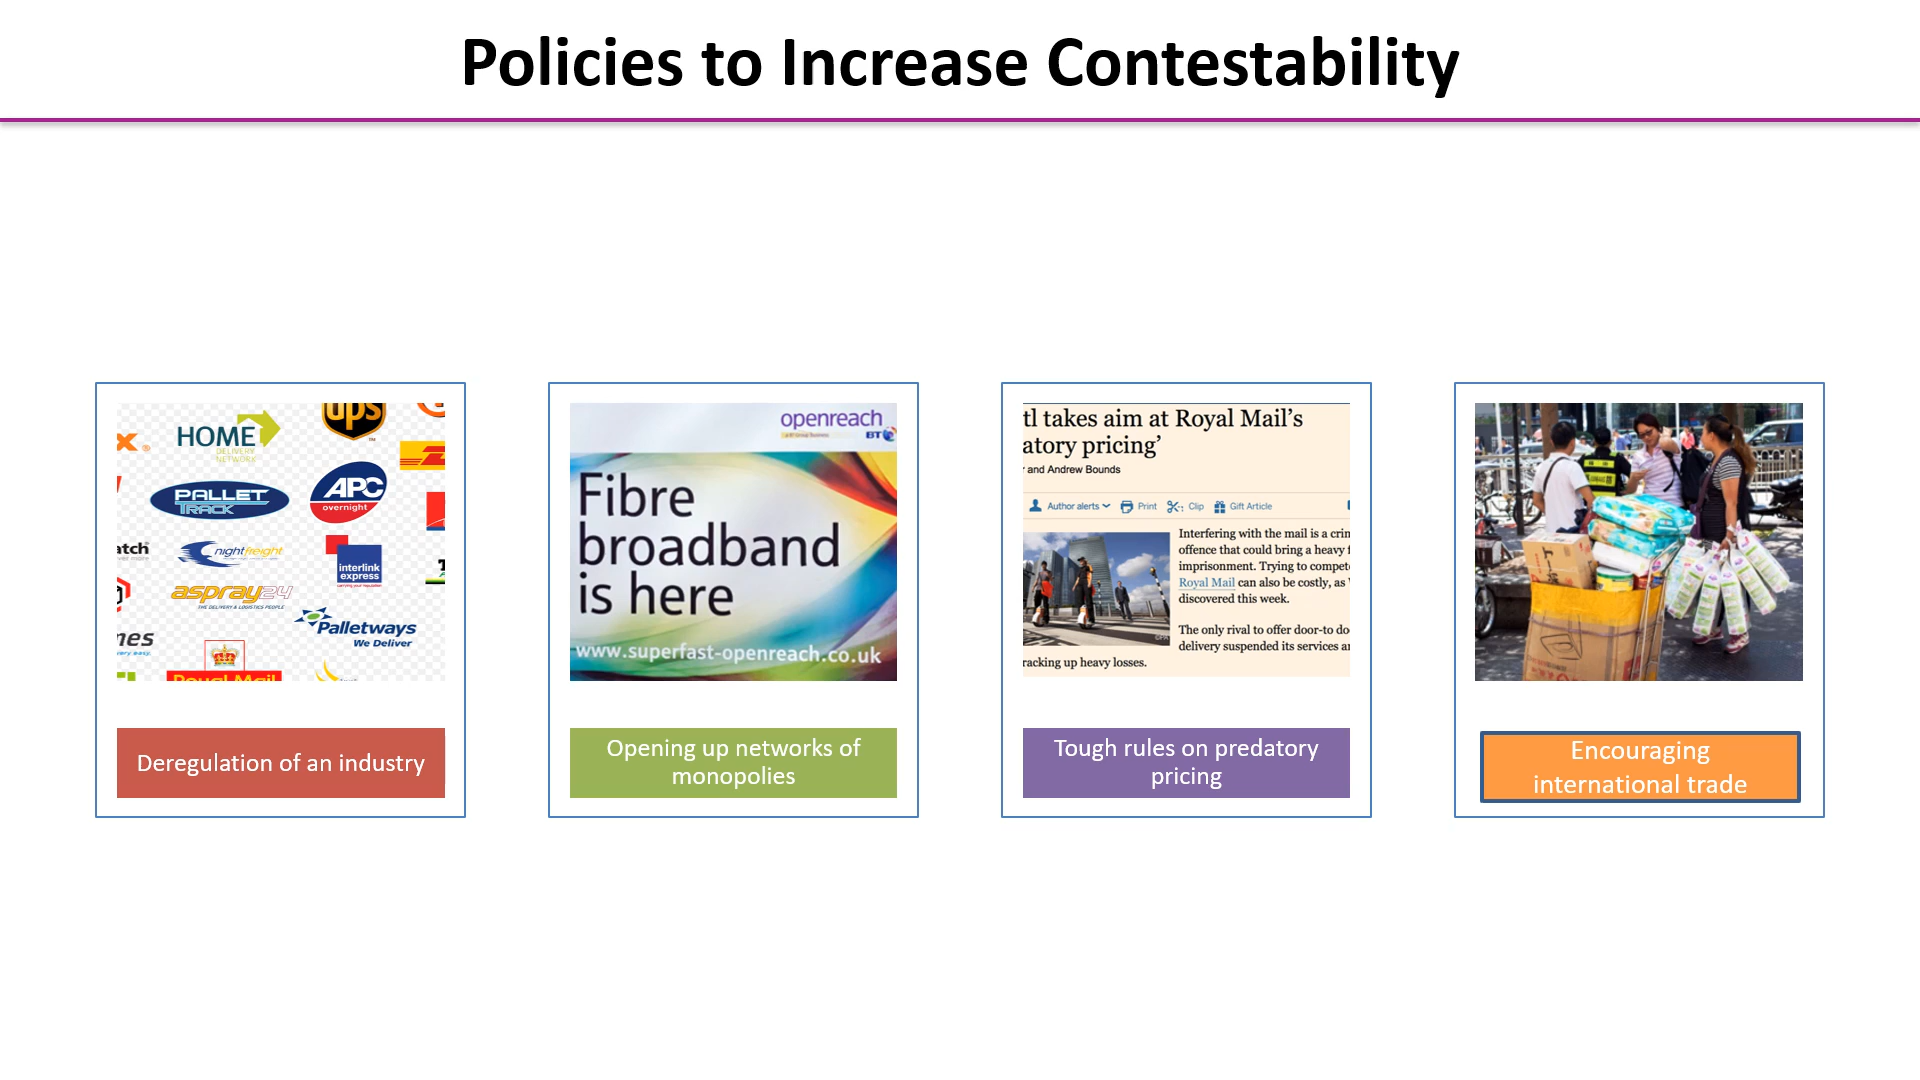 Policies to Increase Contestability
ups
HOME
DELIVERY
NETWORK
PALLET
TRACK
APC
overnight
nightfreight
interlink
express
aspray24
THE DELIVERY & LOGISTICS PEOPLE
Palletways
We Deliver
Royal Mail
Deregulation of an industry
openreach
BT
Fibre
broadband
is here
www.superfast-openreach.co.uk
Opening up networks of
monopolies
tl takes aim at Royal Mail's
atory pricing'
r and Andrew Bounds
Author alerts Print Clip Gift Article
Interfering with the mail is a crin
offence that could bring a heavy f
imprisonment. Trying to compete
Royal Mail can also be costly, as
discovered this week.
The only rival to offer door-to do
delivery suspended its services a
racking up heavy losses.
Tough rules on predatory
pricing
Encouraging
international trade